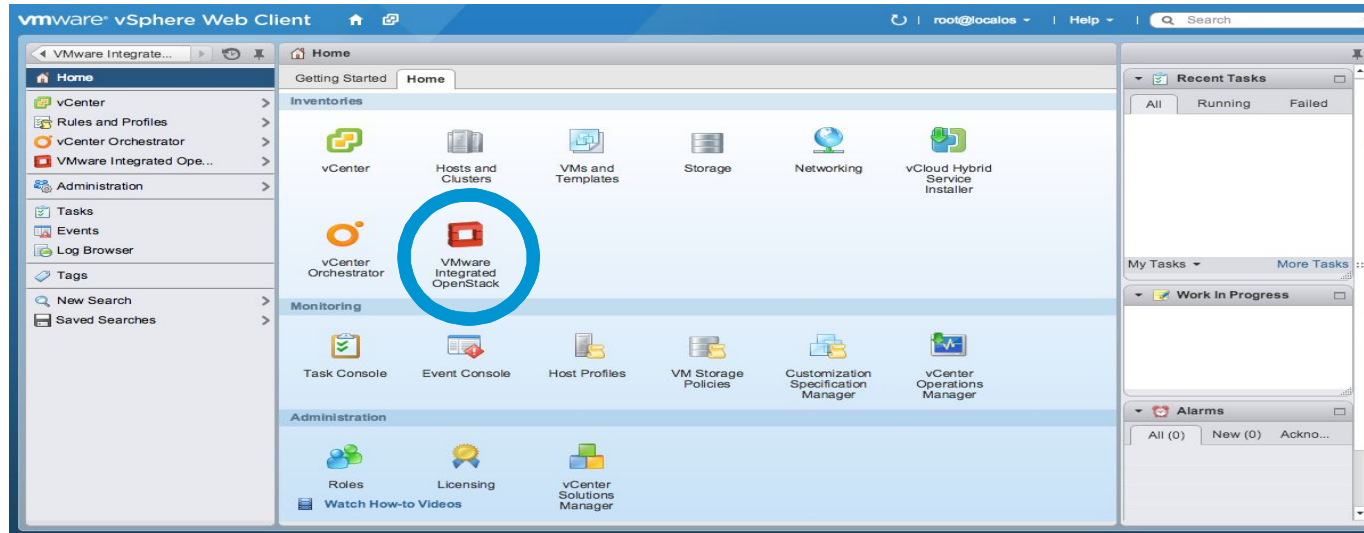 vmware® vSphere Web Client
root@localos
Help
Search
VMware Integrate...
Home
vCenter
Rules and Profiles
vCenter Orchestrator
VMware Integrated Ope...
Administration
Tasks
Events
Log Browser
Tags
New Search
Saved Searches
Home
Getting Started
Home
Inventories
vCenter
Hosts and
Clusters
VMs and
Templates
Storage
Networking
vCloud Hybrid
Service
Installer
vCenter
Orchestrator
VMware
Integrated
OpenStack
Monitoring
Task Console
Event Console
Host Profiles
VM Storage
Policies
Customization
Specification
Manager
vCenter
Operations
Manager
Administration
Roles
Licensing
vCenter
Solutions
Manager
Watch How-to Videos
Recent Tasks
All
Running
Failed
My Tasks
More Tasks
Work In Progress
Alarms
All (0)
New (0)
Ackno...